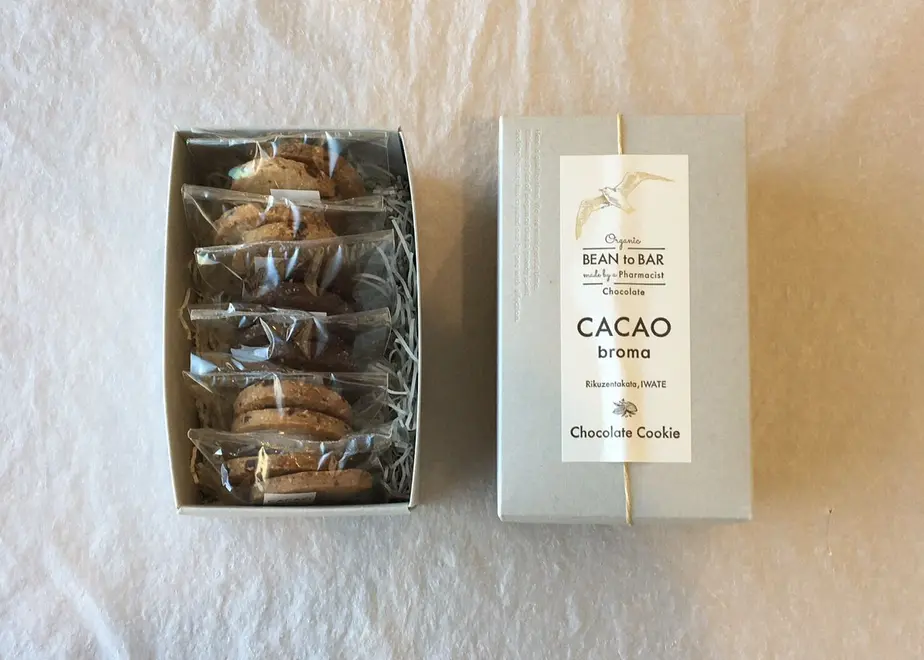 Organic
BEAN to BAR
made by a Pharmacist
Chocolate
CACAO
broma
Rikuzentakata, IWATE
Chocolate Cookie